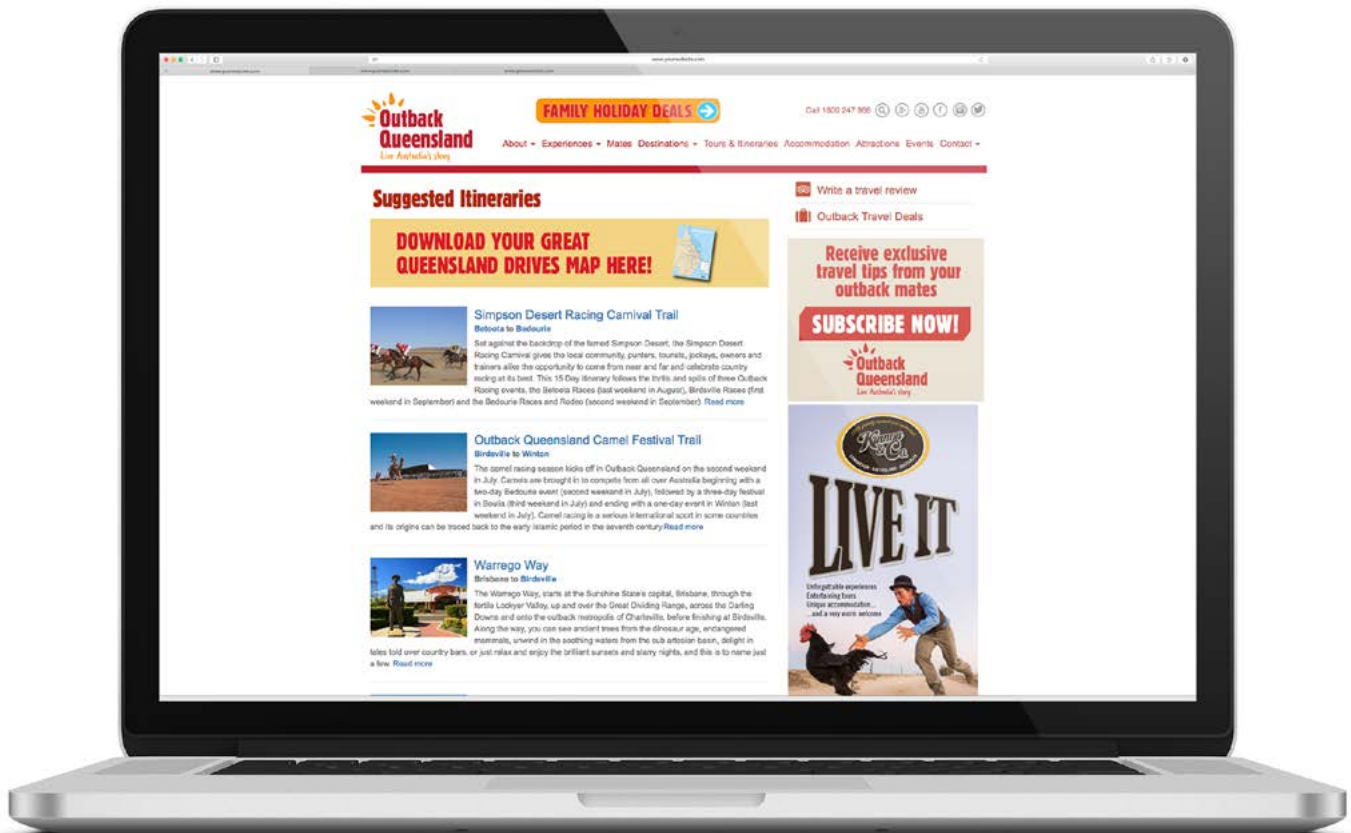 www.yourwebsite.com
www.yourwebsite.com
www.yourwebsite.com
www.yourwebsite.com
Outback
Queensland
Live Australia's story
FAMILY HOLIDAY DEALS
Call 1800 247 966
About Experiences Mates Destinations Tours & Itineraries Accommodation Attractions Events Contact
Suggested Itineraries
DOWNLOAD YOUR GREAT
QUEENSLAND DRIVES MAP HERE!
Simpson Desert Racing Carnival Trail
Betoota to Bedourie
Set against the backdrop of the famed Simpson Desert, the Simpson Desert
Racing Carnival gives the local community, punters, tourists, jockeys, owners and
trainers alike the opportunity to come from near and far and celebrate country
racing at its best. This 15 Day itinerary follows the thrills and spills of three Outback
Racing events, the Betoota Races (last weekend in August), Birdsville Races (first
weekend in September) and the Bedourie Races and Rodeo (second weekend in September). Read more
Outback Queensland Camel Festival Trail
Birdsville to Winton
The camel racing season kicks off in Outback Queensland on the second weekend
in July. Camels are brought in to compete from all over Australia beginning with a
two-day Bedourie event (second weekend in July), followed by a three-day festival
in Boulia (third weekend in July) and ending with a one-day event in Winton (last
weekend in July). Camel racing is a serious international sport in some countries
and its origins can be traced back to the early Islamic period in the seventh century Read more
Warrego Way
Brisbane to Birdsville
The Warrego Way, starts at the Sunshine State's capital, Brisbane, through the
fertile Lockyer Valley, up and over the Great Dividing Range, across the Darling
Downs and onto the outback metropolis of Charleville, before finishing at Birdsville.
Along the way, you can see ancient trees from the dinosaur age, endangered
mammals, unwind in the soothing waters from the sub artesian basin, delight in
tales told over country bars, or just relax and enjoy the brilliant sunsets and starry nights, and this is to name just
a few. Read more
Write a travel review
Outback Travel Deals
Receive exclusive
travel tips from your
outback mates
SUBSCRIBE NOW!
Outback
Queensland
Live Australia's story
Kinnon
& Co.
LIVE IT
Unforgettable experiences
Entertaining tours
Unique accommodation...
...and a very warm welcome